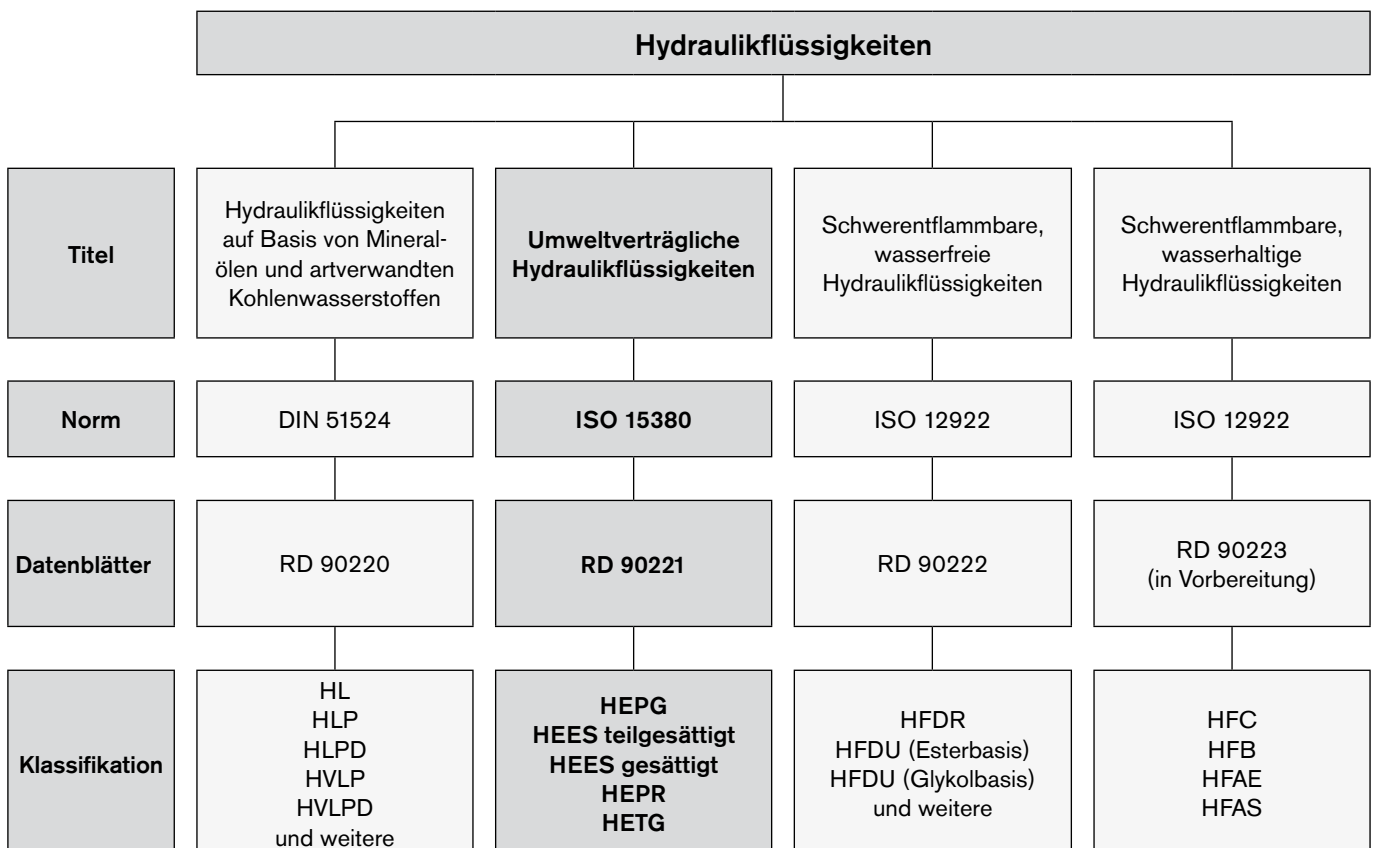 Hydraulikflüssigkeiten
Titel
Hydraulikflüssigkeiten
auf Basis von Mineral-
ölen und artverwandten
Kohlenwasserstoffen
Umweltverträgliche
Hydraulikflüssigkeiten
Schwerentflammbare,
wasserfreie
Hydraulikflüssigkeiten
Schwerentflammbare,
wasserhaltige
Hydraulikflüssigkeiten
Norm
DIN 51524
ISO 15380
ISO 12922
ISO 12922
Datenblätter
RD 90220
RD 90221
RD 90222
RD 90223
(in Vorbereitung)
Klassifikation
HL
HLP
HLPD
HVLP
HVLPD
und weitere
HEPG
HEES teilgesättigt
HEES gesättigt
HEPR
HETG
HFDR
HFDU (Esterbasis)
HFDU (Glykolbasis)
und weitere
HFC
HFB
HFAE
HFAS